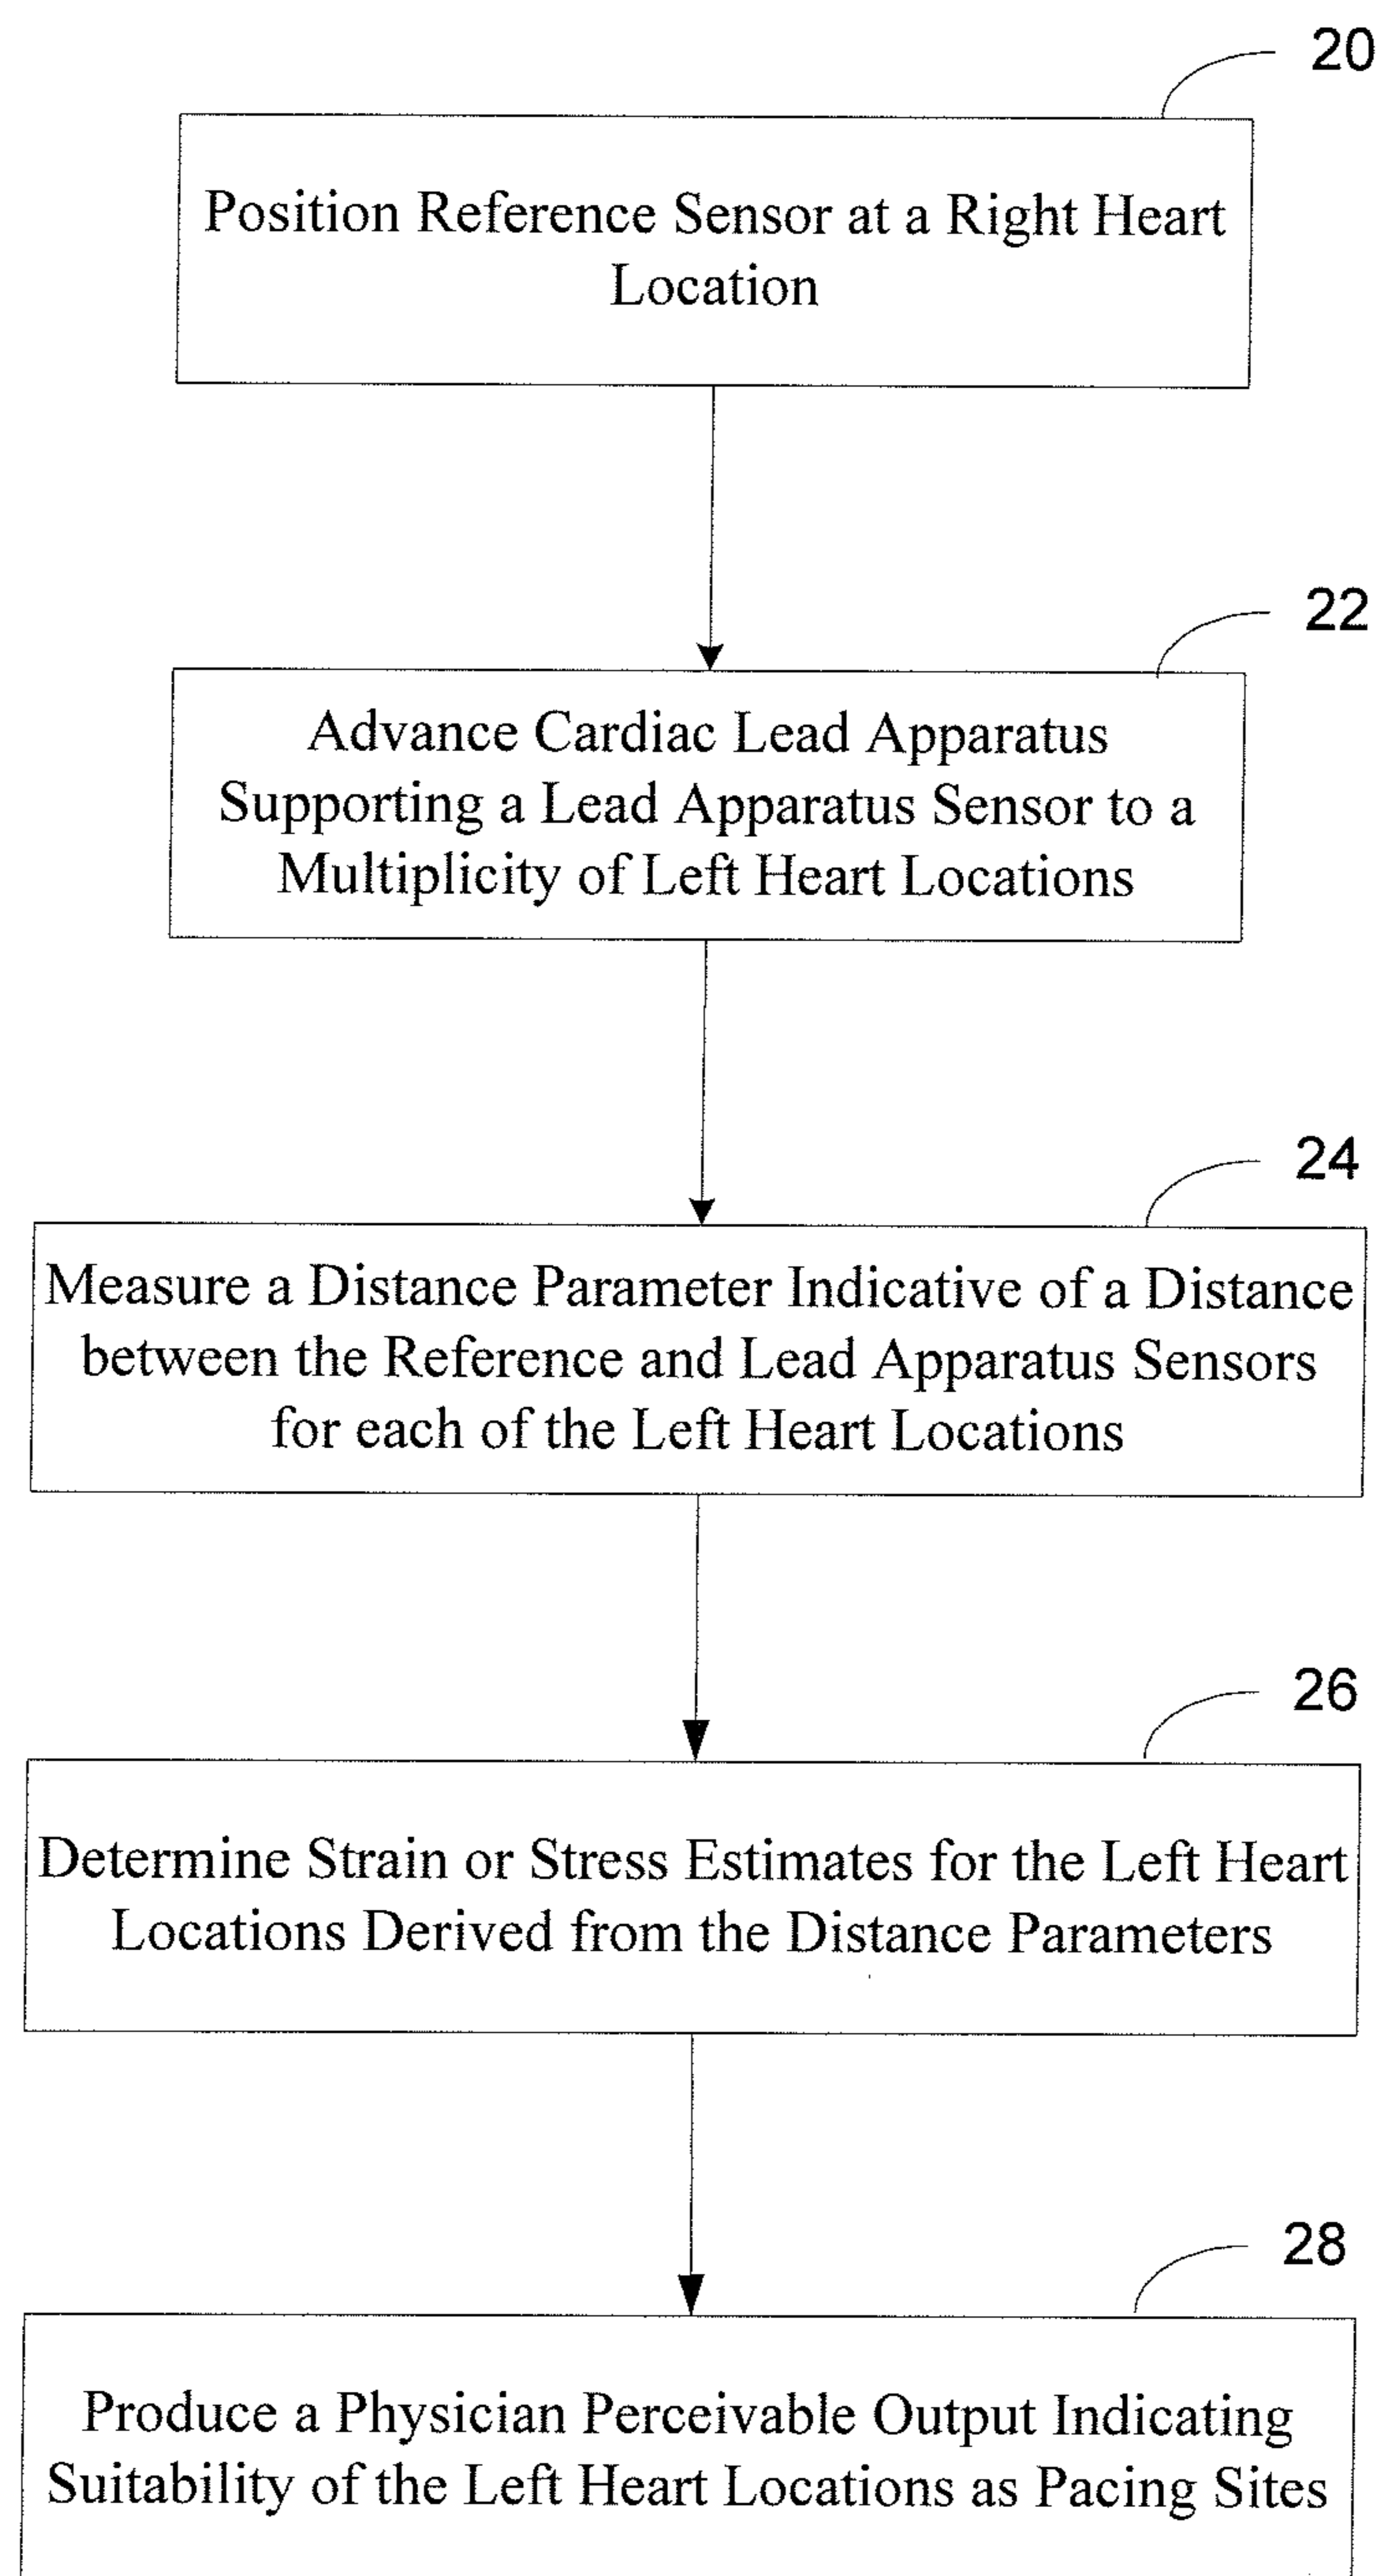 20
Position Reference Sensor at a Right Heart
Location
22
Advance Cardiac Lead Apparatus
Supporting a Lead Apparatus Sensor to a
Multiplicity of Left Heart Locations
24
Measure a Distance Parameter Indicative of a Distance
between the Reference and Lead Apparatus Sensors
for each of the Left Heart Locations
26
Determine Strain or Stress Estimates for the Left Heart
Locations Derived from the Distance Parameters
28
Produce a Physician Perceivable Output Indicating
Suitability of the Left Heart Locations as Pacing Sites